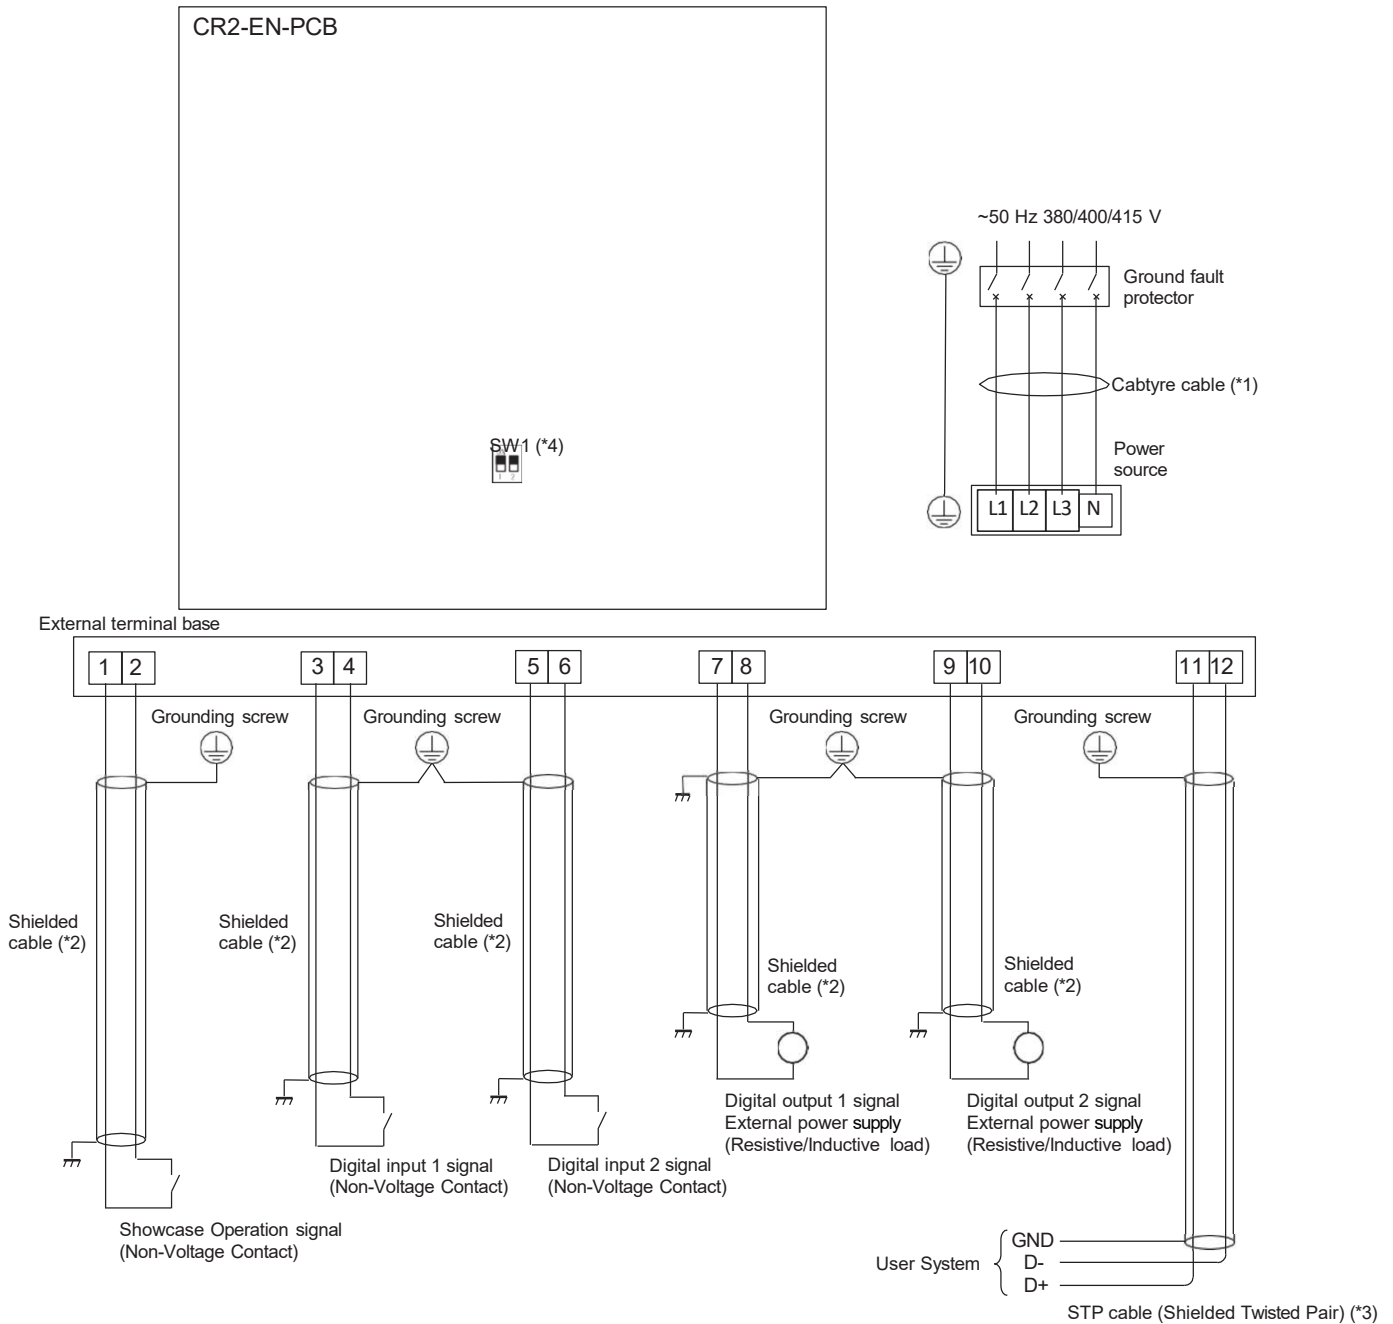 CR2-EN-PCB
~50 Hz 380/400/415 V
Ground fault
protector
Cabtyre cable (*1)
SW1 (*4)
1 2
Power
source
L1 L2 L3 N
External terminal base
1 2 3 4 5 6 7 8 9 10 11 12
Grounding screw Grounding screw Grounding screw Grounding screw
Shielded
cable (*2)
Shielded
cable (*2)
Shielded
cable (*2)
Shielded
cable (*2)
Shielded
cable (*2)
Digital output 1 signal
External power supply
(Resistive/Inductive load)
Digital output 2 signal
External power supply
(Resistive/Inductive load)
Digital input 1 signal
(Non-Voltage Contact)
Digital input 2 signal
(Non-Voltage Contact)
Showcase Operation signal
(Non-Voltage Contact)
User System
GND
D-
D+
STP cable (Shielded Twisted Pair) (*3)